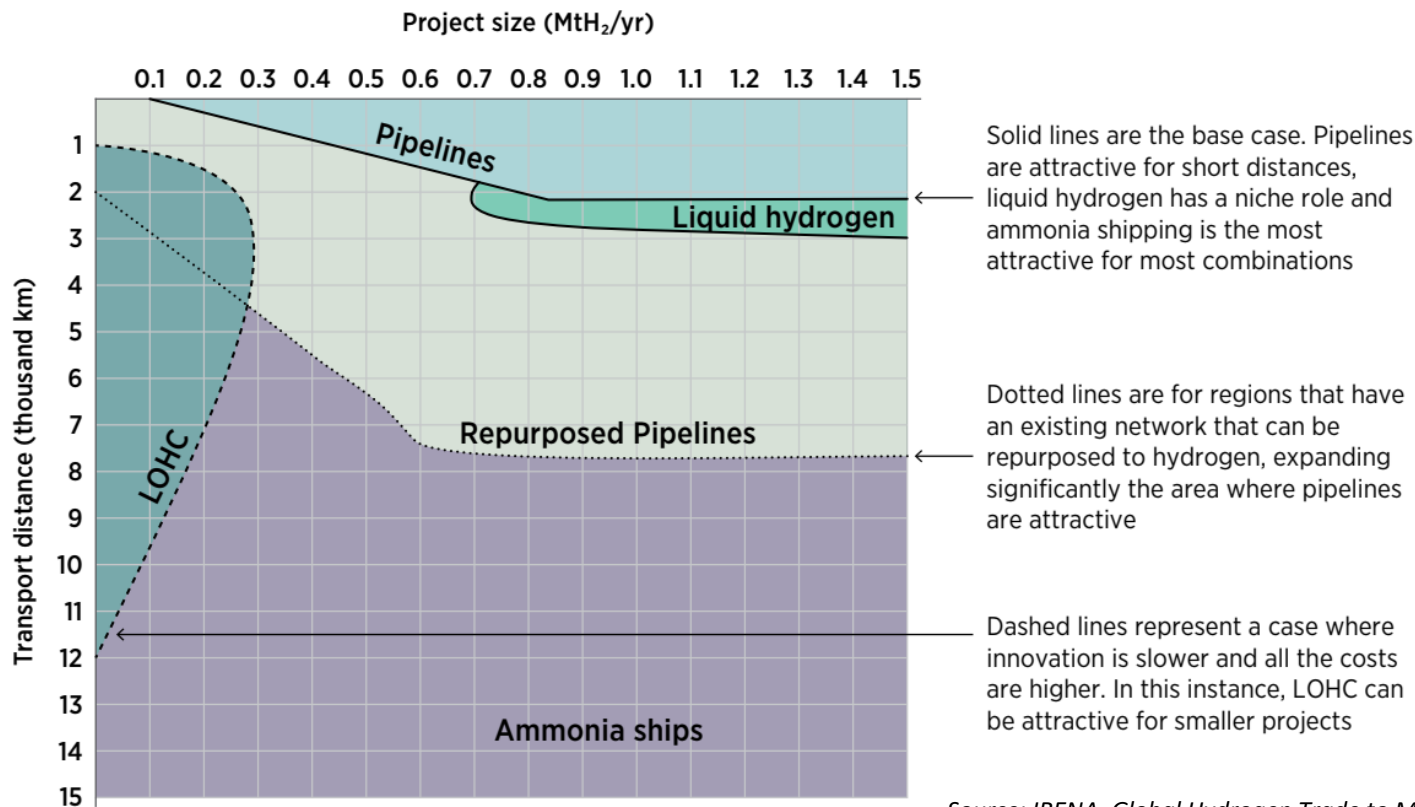 Project size (MtH₂/yr)
0.1 0.2 0.3 0.4 0.5 0.6 0.7 0.8 0.9 1.0 1.1 1.2 1.3 1.4 1.5
Transport distance (thousand km)
1
2
3
4
5
6
7
8
9
10
11
12
13
14
15
Pipelines
Liquid hydrogen
LOHC
Repurposed Pipelines
Ammonia ships
Solid lines are the base case. Pipelines
are attractive for short distances,
liquid hydrogen has a niche role and
ammonia shipping is the most
attractive for most combinations
Dotted lines are for regions that have
an existing network that can be
repurposed to hydrogen, expanding
significantly the area where pipelines
are attractive
Dashed lines represent a case where
innovation is slower and all the costs
are higher. In this instance, LOHC can
be attractive for smaller projects
Source: IRENA, Global Hydrogen Trade to M